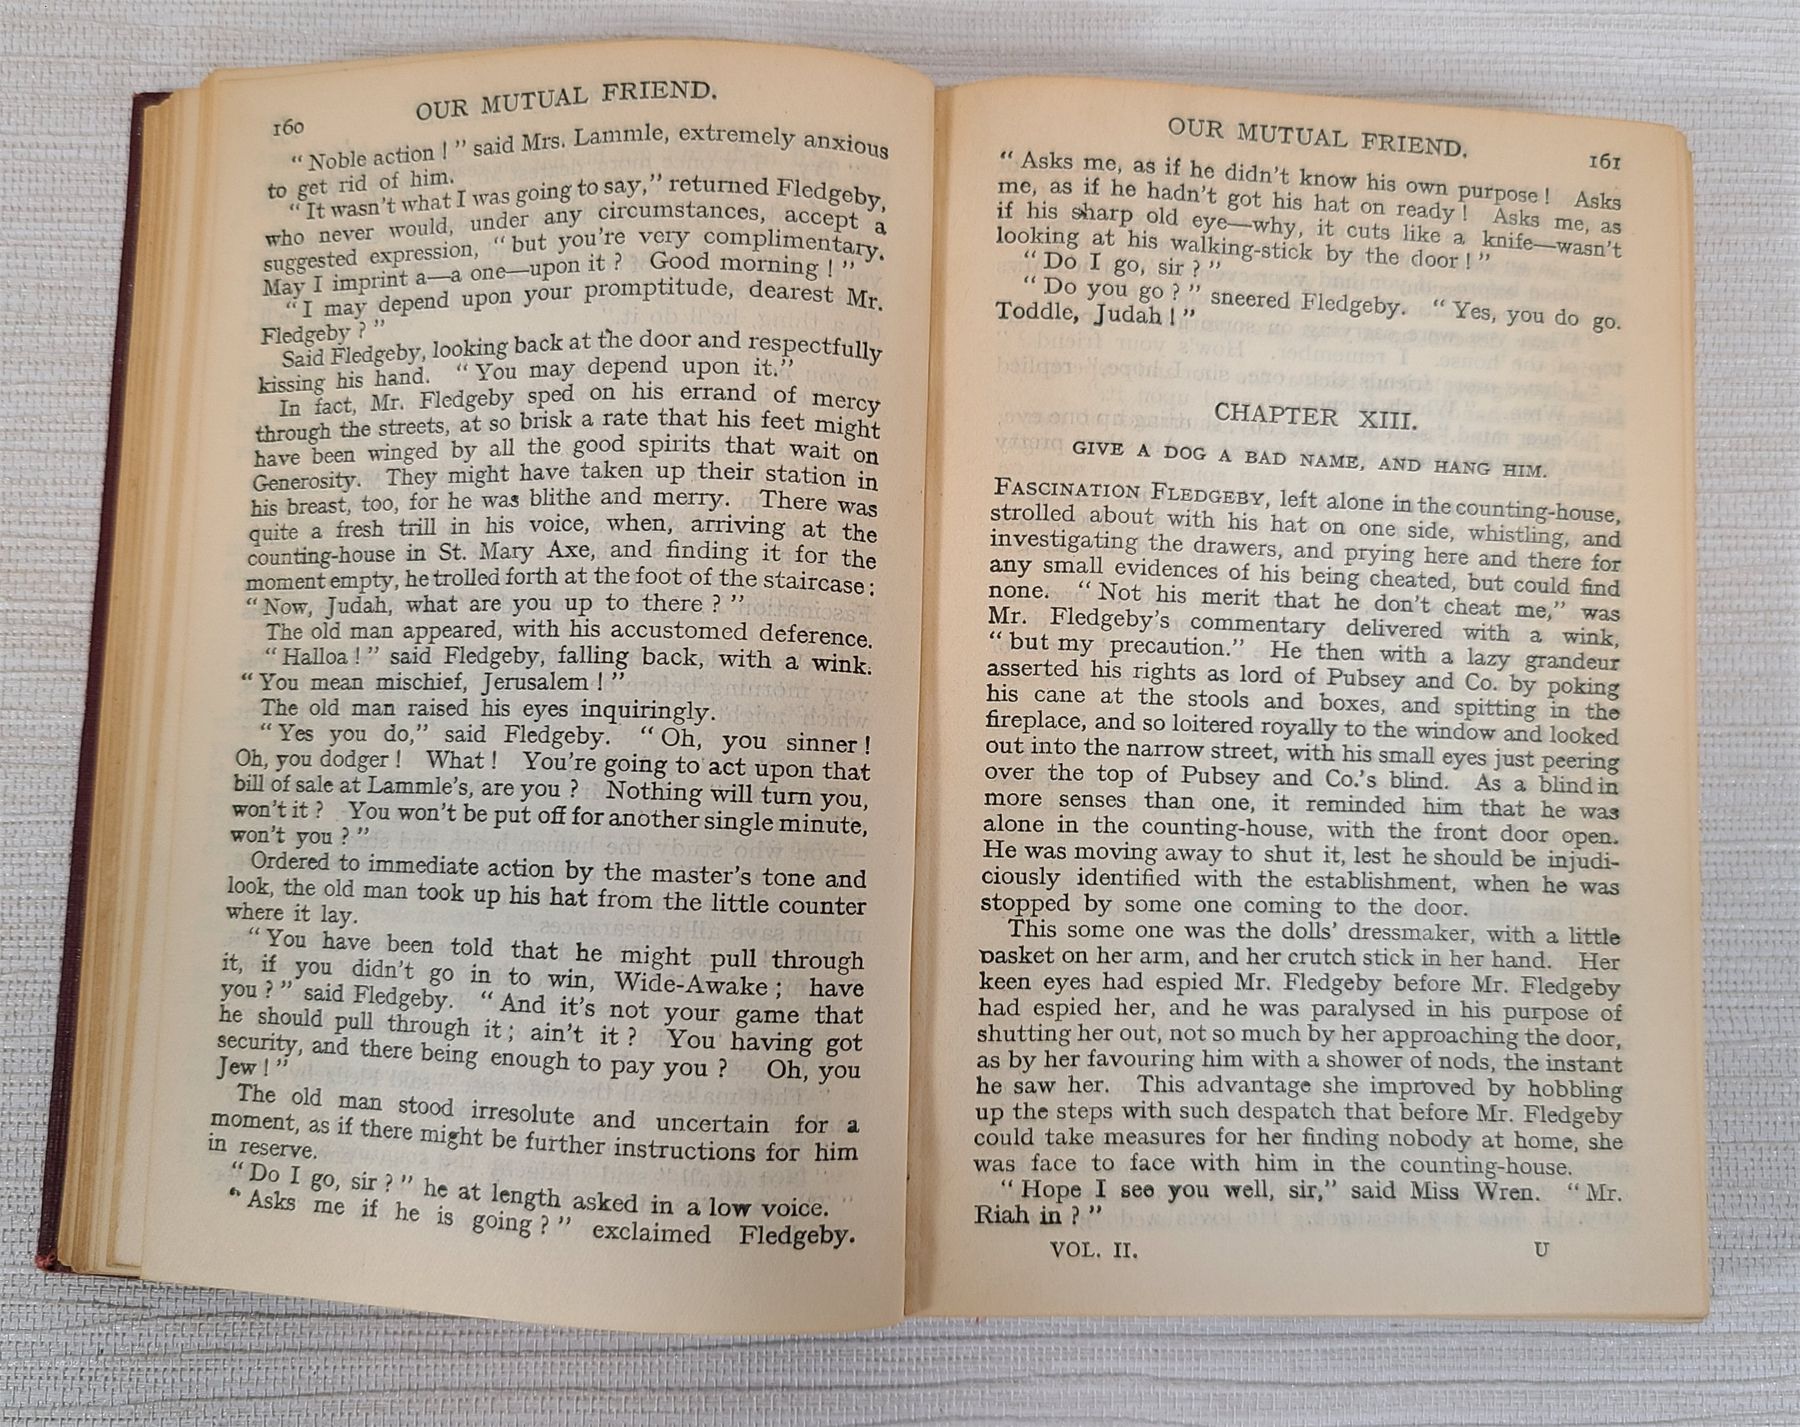 160
OUR MUTUAL FRIEND.
“Noble action !” said Mrs. Lammle, extremely anxious
to get rid of him.
“It wasn't what I was going to say,” returned Fledgeby,
who never would, under any circumstances, accept a
suggested expression, “but you're very complimentary.
May I imprint a—a one—upon it ? Good morning !”
“I may depend upon your promptitude, dearest Mr.
Fledgeby ?”
Said Fledgeby, looking back at the door and respectfully
kissing his hand. “You may depend upon it.”
In fact, Mr. Fledgeby sped on his errand of mercy
through the streets, at so brisk a rate that his feet might
have been winged by all the good spirits that wait on
Generosity. They might have taken up their station in
his breast, too, for he was blithe and merry. There was
quite a fresh trill in his voice, when, arriving at the
counting-house in St. Mary Axe, and finding it for the
moment empty, he trolled forth at the foot of the staircase :
“Now, Judah, what are you up to there ?”
The old man appeared, with his accustomed deference.
“Halloa !” said Fledgeby, falling back, with a wink.
“You mean mischief, Jerusalem !”
The old man raised his eyes inquiringly.
“Yes you do,” said Fledgeby. “Oh, you sinner !
Oh, you dodger ! What ! You're going to act upon that
bill of sale at Lammle's, are you ? Nothing will turn you,
won't it ? You won't be put off for another single minute,
won't you ?”
Ordered to immediate action by the master's tone and
look, the old man took up his hat from the little counter
where it lay.
“You have been told that he might pull through
it, if you didn't go in to win, Wide-Awake ; have
you ?” said Fledgeby. “And it's not your game that
he should pull through it ; ain't it ? You having got
security, and there being enough to pay you ? Oh, you
Jew !”
The old man stood irresolute and uncertain for a
moment, as if there might be further instructions for him
in reserve.
“Do I go, sir ?” he at length asked in a low voice.
“Asks me if he is going ?” exclaimed Fledgeby.
OUR MUTUAL FRIEND.
161
“Asks me, as if he didn't know his own purpose ! Asks
me, as if he hadn't got his hat on ready ! Asks me, as
if his sharp old eye—why, it cuts like a knife—wasn't
looking at his walking-stick by the door !”
“Do I go, sir ?”
“Do you go ?” sneered Fledgeby. “Yes, you do go.
Toddle, Judah !”
CHAPTER XIII.
GIVE A DOG A BAD NAME, AND HANG HIM.
FASCINATION FLEDGEBY, left alone in the counting-house,
strolled about with his hat on one side, whistling, and
investigating the drawers, and prying here and there for
any small evidences of his being cheated, but could find
none. “Not his merit that he don't cheat me,” was
Mr. Fledgeby's commentary delivered with a wink,
“but my precaution.” He then with a lazy grandeur
asserted his rights as lord of Pubsey and Co. by poking
his cane at the stools and boxes, and spitting in the
fireplace, and so loitered royally to the window and looked
out into the narrow street, with his small eyes just peering
over the top of Pubsey and Co.'s blind. As a blind in
more senses than one, it reminded him that he was
alone in the counting-house, with the front door open.
He was moving away to shut it, lest he should be injudi-
ciously identified with the establishment, when he was
stopped by some one coming to the door.
This some one was the dolls' dressmaker, with a little
basket on her arm, and her crutch stick in her hand. Her
keen eyes had espied Mr. Fledgeby before Mr. Fledgeby
had espied her, and he was paralysed in his purpose of
shutting her out, not so much by her approaching the door,
as by her favouring him with a shower of nods, the instant
he saw her. This advantage she improved by hobbling
up the steps with such despatch that before Mr. Fledgeby
could take measures for her finding nobody at home, she
was face to face with him in the counting-house.
“Hope I see you well, sir,” said Miss Wren. “Mr.
Riah in ?”
VOL. II.
U